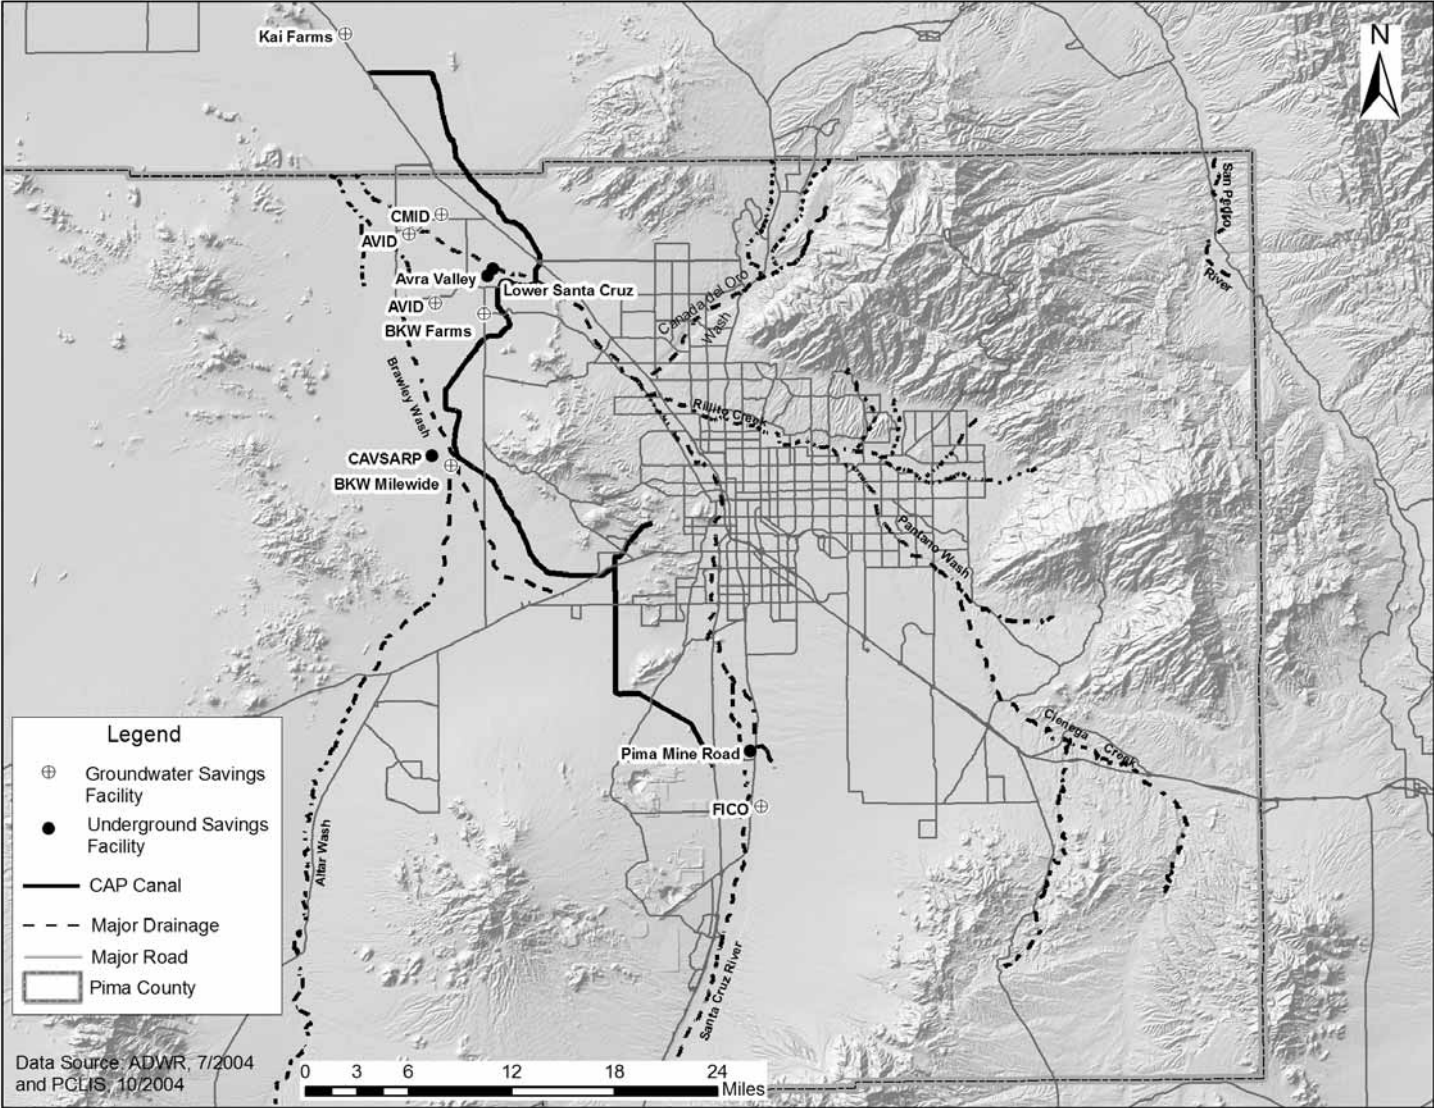 Kai Farms
N
San Pedro
River
CMID
AVID
Avra Valley
Lower Santa Cruz
AVID
BKW Farms
Canada del Oro
Wash
Brawley Wash
Rillito Creek
CAVSARP
BKW Milewide
Pantano Wash
Cienega Creek
Pima Mine Road
FICO
Altar Wash
Santa Cruz River
Legend
Groundwater Savings
Facility
Underground Savings
Facility
CAP Canal
Major Drainage
Major Road
Pima County
Data Source: ADWR, 7/2004
and PCLIS, 10/2004
0 3 6 12 18 24
Miles